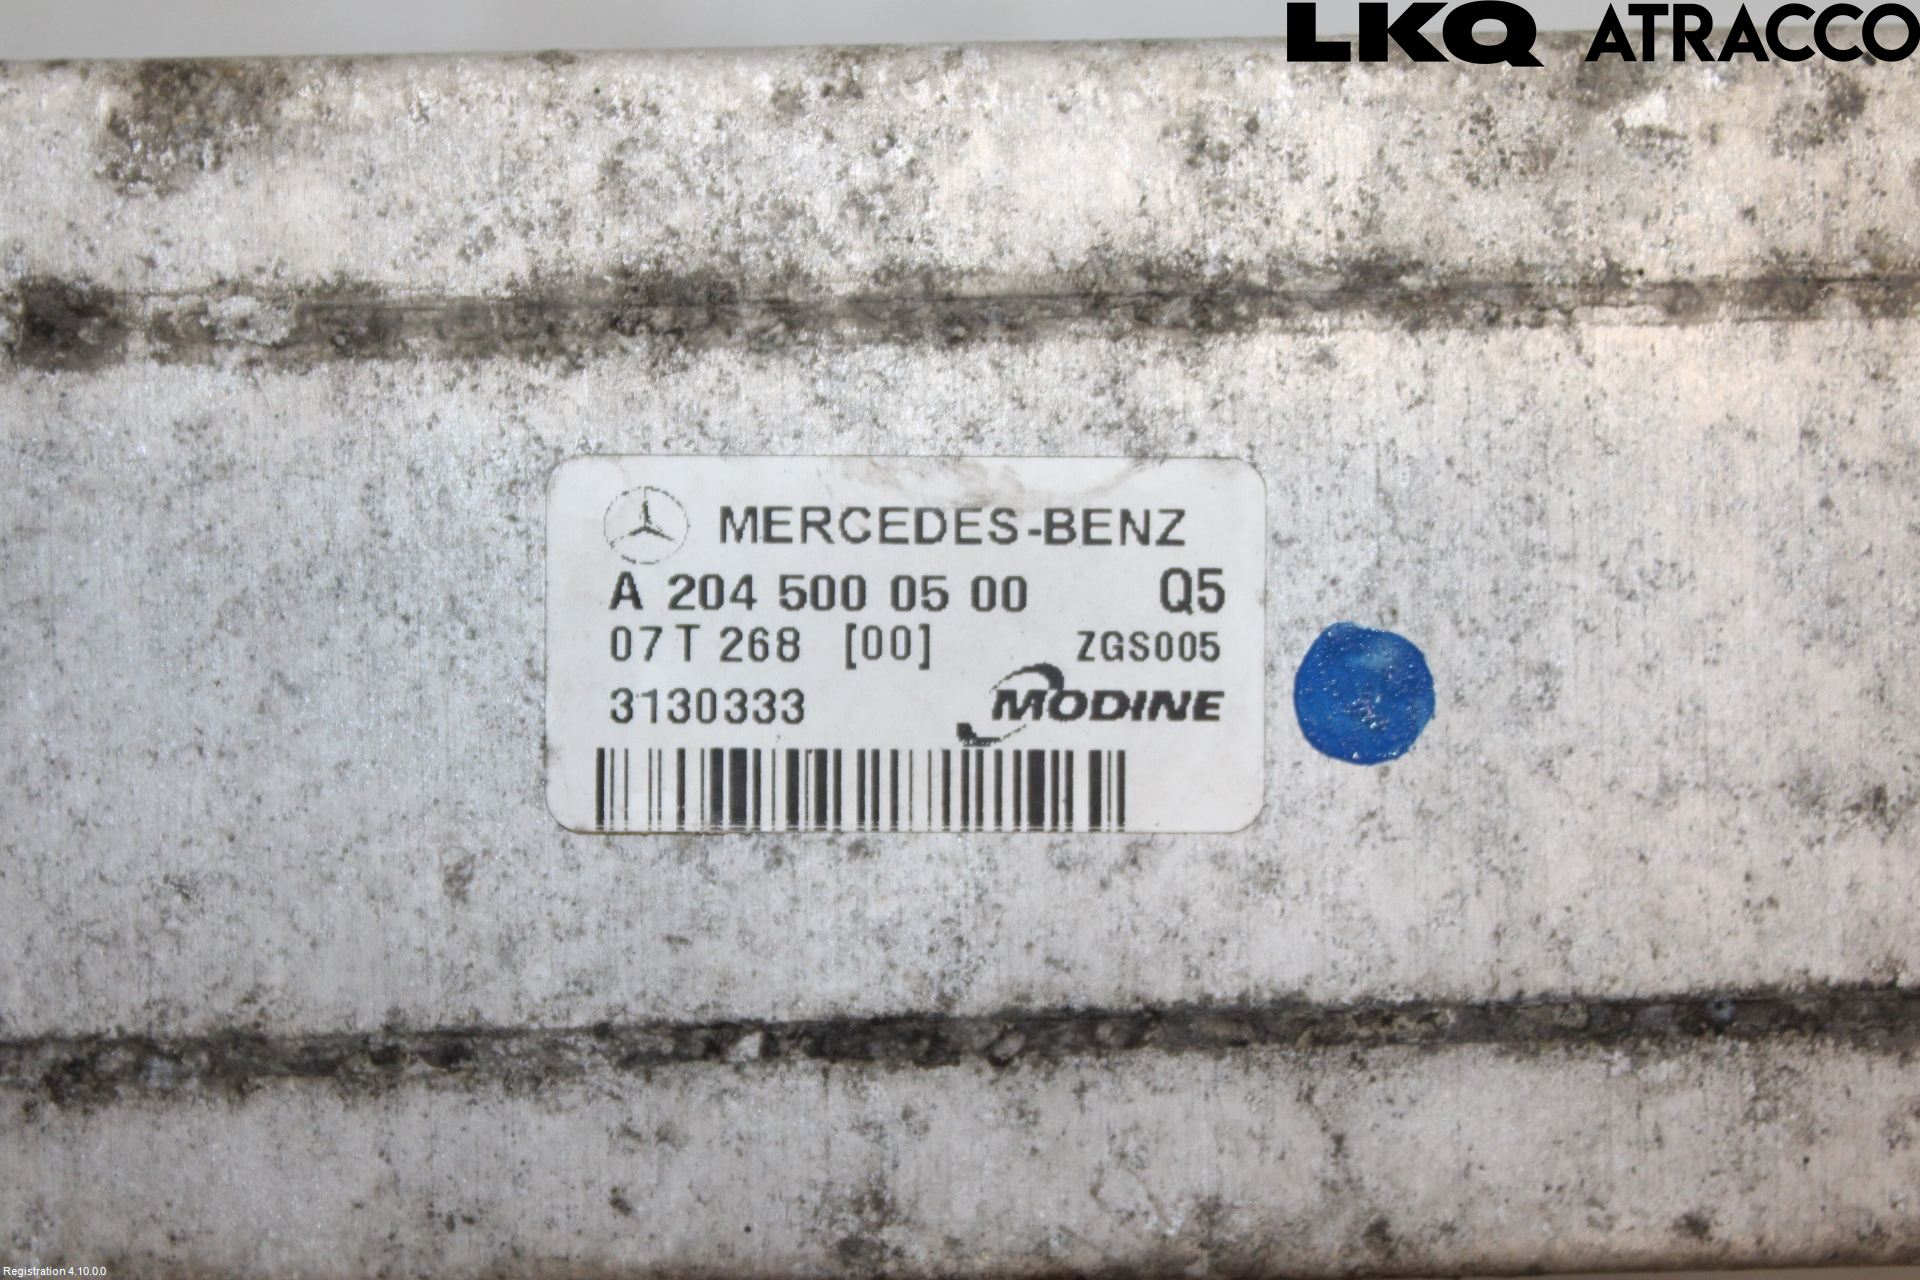 LKQ ATRACCO
MERCEDES-BENZ
A 204 500 05 00 Q5
07 T 268 [00] ZGS005
3130333 MODINE
Registration 4.10.0.0